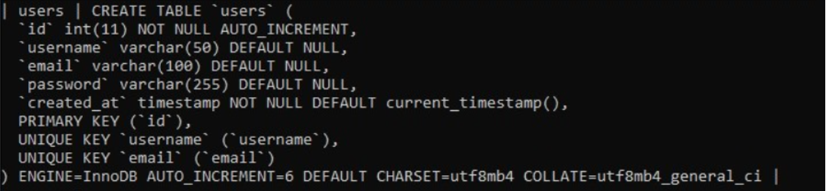 | users | CREATE TABLE `users` (
  `id` int(11) NOT NULL AUTO_INCREMENT,
  `username` varchar(50) DEFAULT NULL,
  `email` varchar(100) DEFAULT NULL,
  `password` varchar(255) DEFAULT NULL,
  `created_at` timestamp NOT NULL DEFAULT current_timestamp(),
  PRIMARY KEY (`id`),
  UNIQUE KEY `username` (`username`),
  UNIQUE KEY `email` (`email`)
) ENGINE=InnoDB AUTO_INCREMENT=6 DEFAULT CHARSET=utf8mb4 COLLATE=utf8mb4_general_ci |